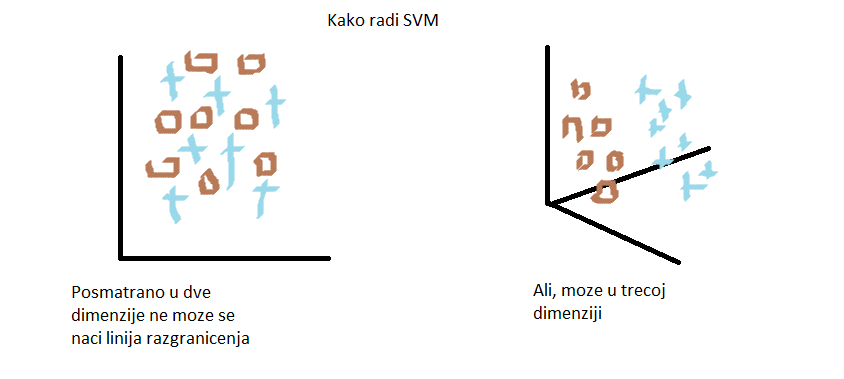 Kako radi SVM
Posmatrano u dve
dimenzije ne moze se
naci linija razgranicenja
Ali, moze u trecoj
dimenziji